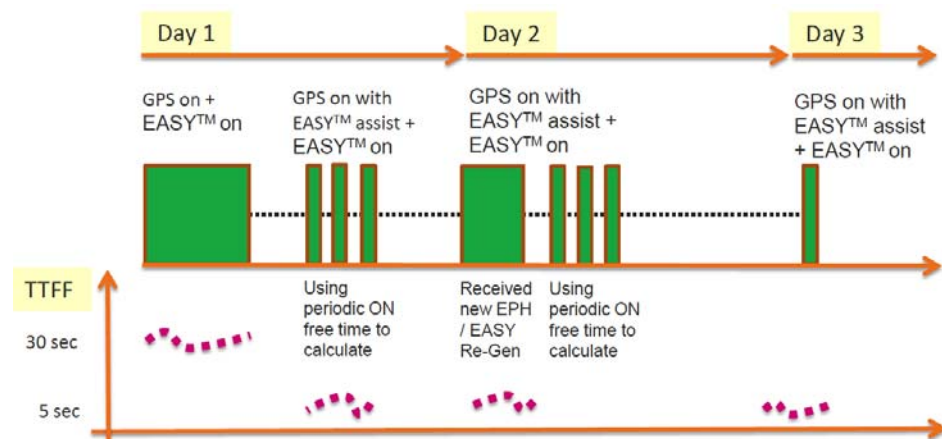 Day 1
Day 2
Day 3
GPS on +
EASY™ on
GPS on with
EASY™ assist +
EASY™ on
GPS on with
EASY™ assist +
EASY™ on
GPS on with
EASY™ assist
+ EASY™ on
TTFF
30 sec
5 sec
Using
periodic ON
free time to
calculate
Received
new EPH
/ EASY
Re-Gen
Using
periodic ON
free time to
calculate